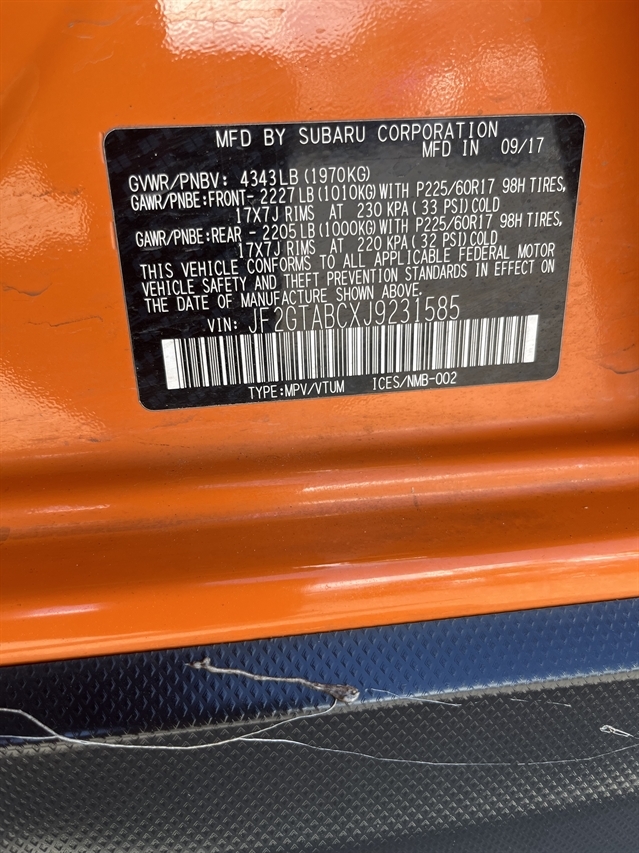 MFD BY SUBARU CORPORATION
MFD IN 09/17
GVWR/PNBV: 4343LB (1970KG)
GAWR/PNBE:FRONT- 2227LB (1010KG) WITH P225/60R17 98H TIRES,
17X7J RIMS AT 230 KPA (33 PSI) COLD
GAWR/PNBE:REAR - 2205LB (1000KG) WITH P225/60R17 98H TIRES,
17X7J RIMS AT 220 KPA (32 PSI) COLD
THIS VEHICLE CONFORMS TO ALL APPLICABLE FEDERAL MOTOR
VEHICLE SAFETY AND THEFT PREVENTION STANDARDS IN EFFECT ON
THE DATE OF MANUFACTURE SHOWN ABOVE.
VIN: JF2GTABCXJ9231585
TYPE:MPV/VTUM ICES/NMB-002